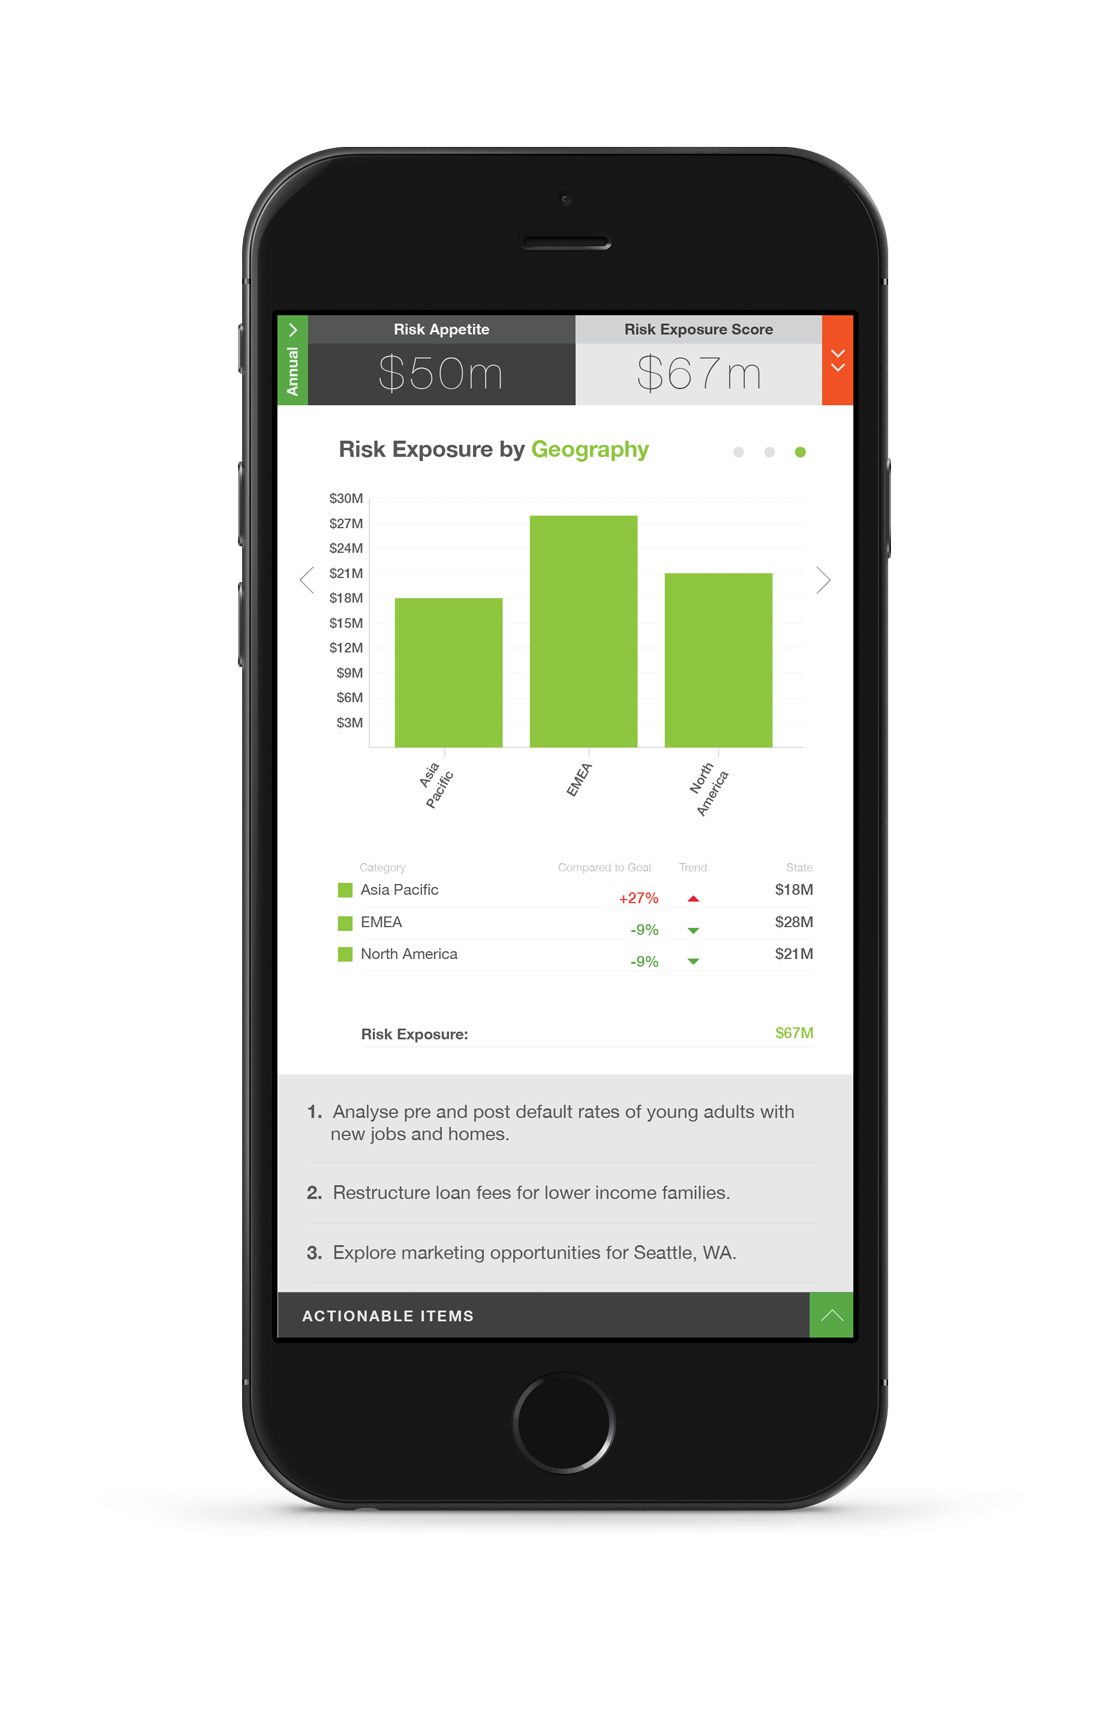 Annual
Risk Appetite
$50m
Risk Exposure Score
$67m
Risk Exposure by Geography
$30M
$27M
$24M
$21M
$18M
$15M
$12M
$9M
$6M
$3M
Asia
Pacific
EMEA
North
America
Category Compared to Goal Trend State
Asia Pacific +27% $18M
EMEA -9% $28M
North America -9% $21M
Risk Exposure: $67M
1. Analyse pre and post default rates of young adults with
new jobs and homes.
2. Restructure loan fees for lower income families.
3. Explore marketing opportunities for Seattle, WA.
ACTIONABLE ITEMS